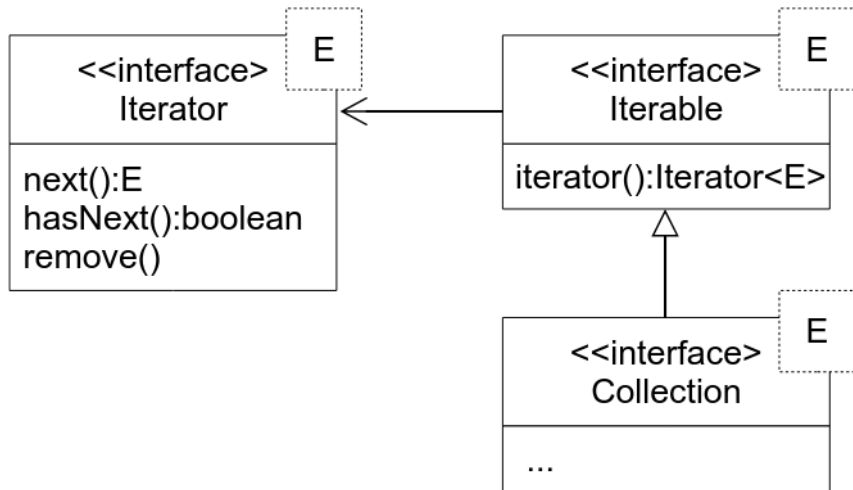 E
<<interface>
Iterator
next():E
hasNext():boolean
remove()
E
<<interface>
Iterable
iterator():Iterator<E>
E
<<interface>
Collection
...